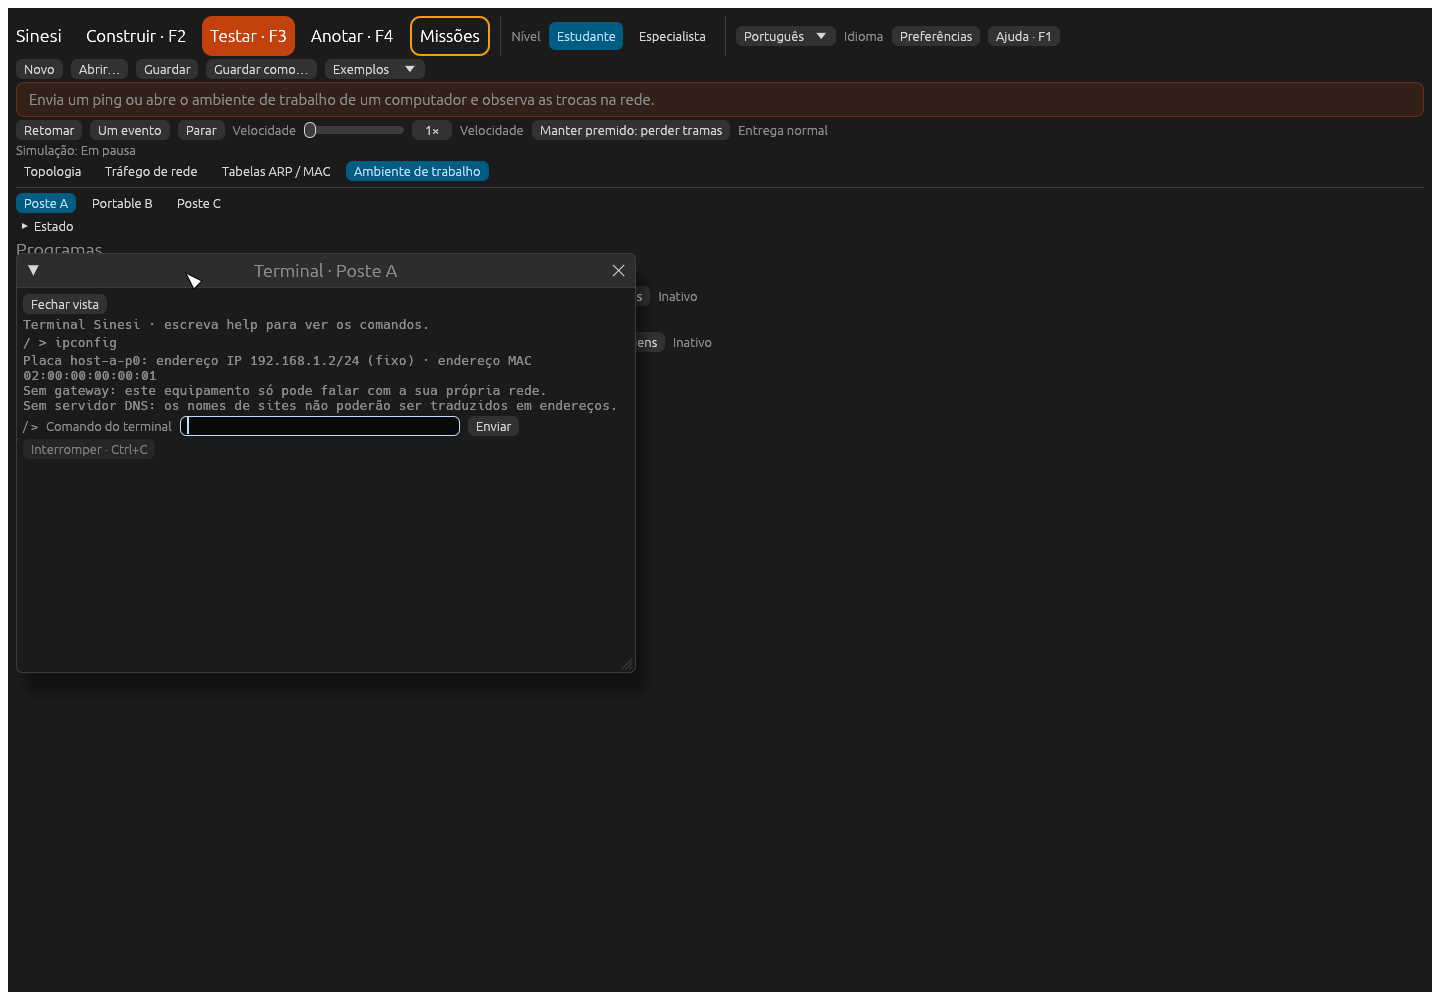 Sinesi Construir · F2 Testar · F3 Anotar · F4 Missões Nível Estudante Especialista Português Idioma Preferências Ajuda · F1
Novo Abrir... Guardar Guardar como... Exemplos
Envia um ping ou abre o ambiente de trabalho de um computador e observa as trocas na rede.
Retomar Um evento Parar Velocidade 1× Velocidade Manter premido: perder tramas Entrega normal
Simulação: Em pausa
Topologia Tráfego de rede Tabelas ARP / MAC Ambiente de trabalho
Poste A Portable B Poste C
Estado
Programas
Terminal · Poste A
Fechar vista
s Inativo
Terminal Sinesi · escreva help para ver os comandos.
/ > ipconfig
ens Inativo
Placa host-a-p0: endereço IP 192.168.1.2/24 (fixo) · endereço MAC
02:00:00:00:00:01
Sem gateway: este equipamento só pode falar com a sua própria rede.
Sem servidor DNS: os nomes de sites não poderão ser traduzidos em endereços.
/ > Comando do terminal Enviar
Interromper · Ctrl+C